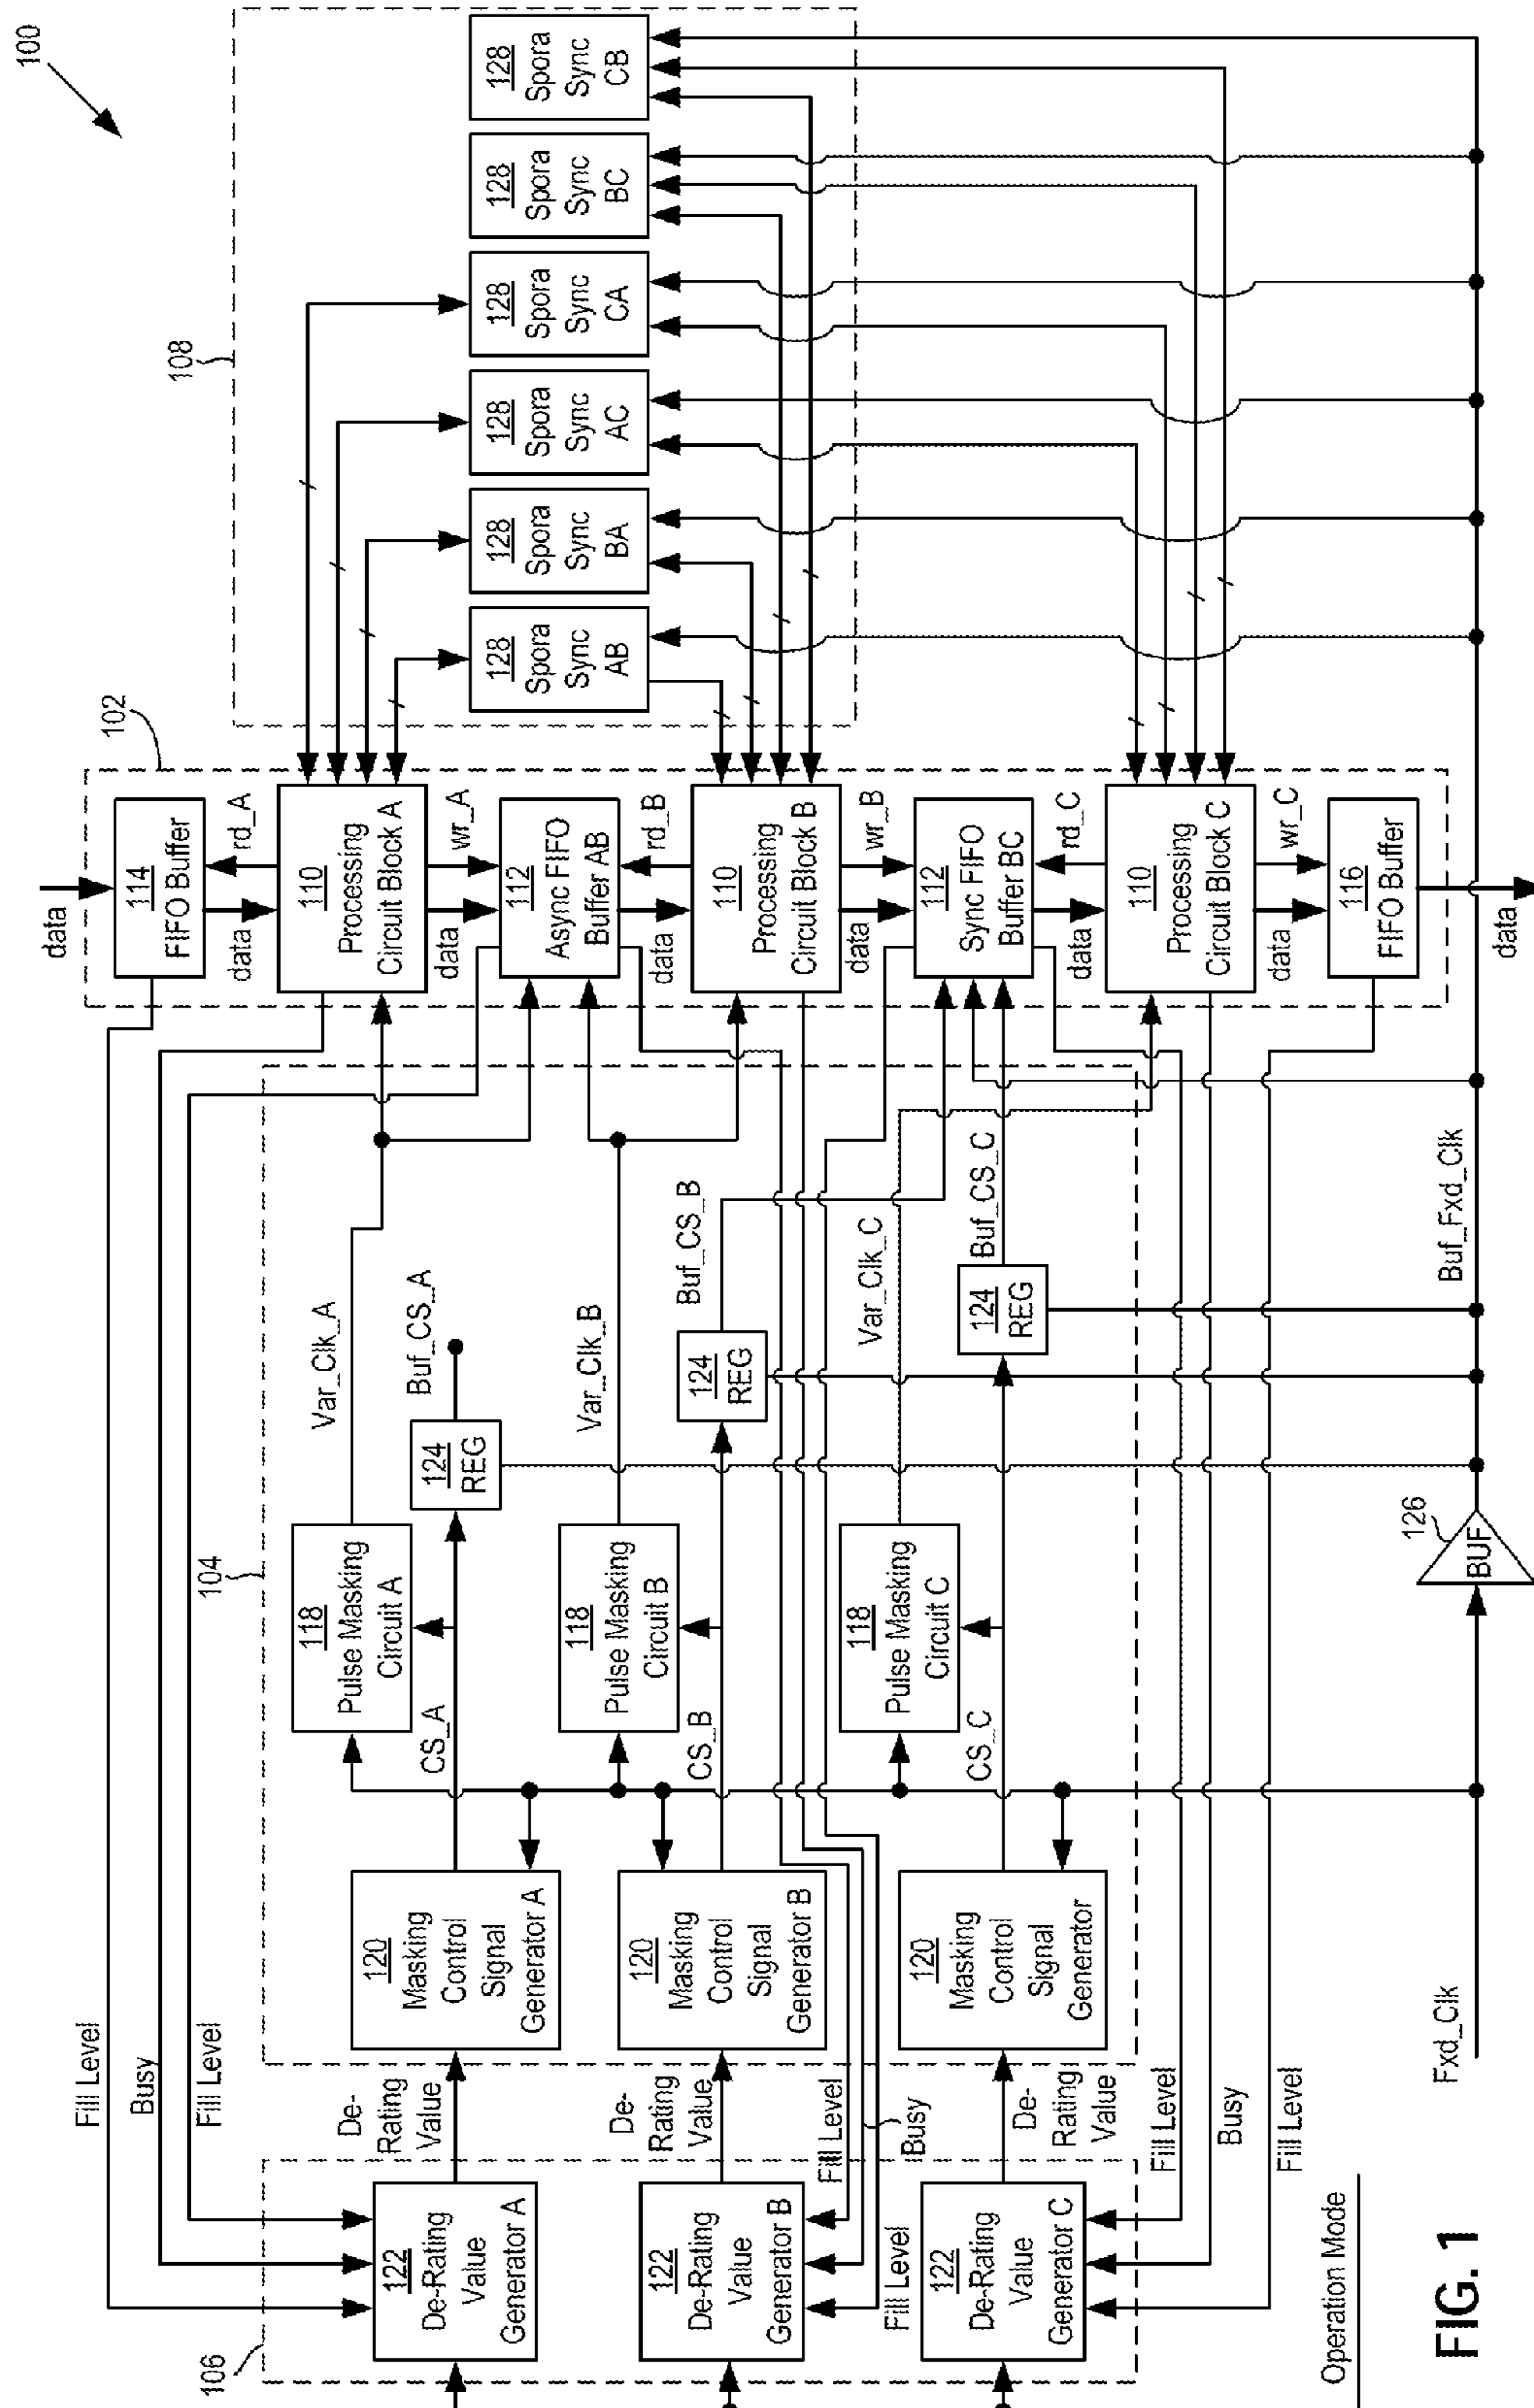 100
108
128
Spora
Sync
CB
128
Spora
Sync
BC
128
Spora
Sync
CA
128
Spora
Sync
AC
128
Spora
Sync
BA
128
Spora
Sync
AB
102
data
114
FIFO Buffer
rd_A
data
110
Processing
Circuit Block A
wr_A
data
112
Async FIFO
Buffer AB
rd_B
data
110
Processing
Circuit Block B
wr_B
data
112
Sync FIFO
Buffer BC
rd_C
data
110
Processing
Circuit Block C
wr_C
data
116
FIFO Buffer
data
104
Var_Clk_A
Buf_CS_A
124
REG
118
Pulse Masking
Circuit A
CS_A
120
Masking
Control
Signal
Generator A
Var_Clk_B
Buf_CS_B
124
REG
118
Pulse Masking
Circuit B
CS_B
120
Masking
Control
Signal
Generator B
Var_Clk_C
Buf_CS_C
124
REG
118
Pulse Masking
Circuit C
CS_C
120
Masking
Control
Signal
Generator
Buf_Fxd_Clk
126
BUF
Fxd_Clk
Fill Level
Busy
Fill Level
De-
Rating
Value
De-
Rating
Value
Fill Level
Busy
Fill Level
De-
Rating
Value
Fill Level
Busy
Fill Level
106
122
De-Rating
Value
Generator A
122
De-Rating
Value
Generator B
122
De-Rating
Value
Generator C
Operation Mode
FIG. 1